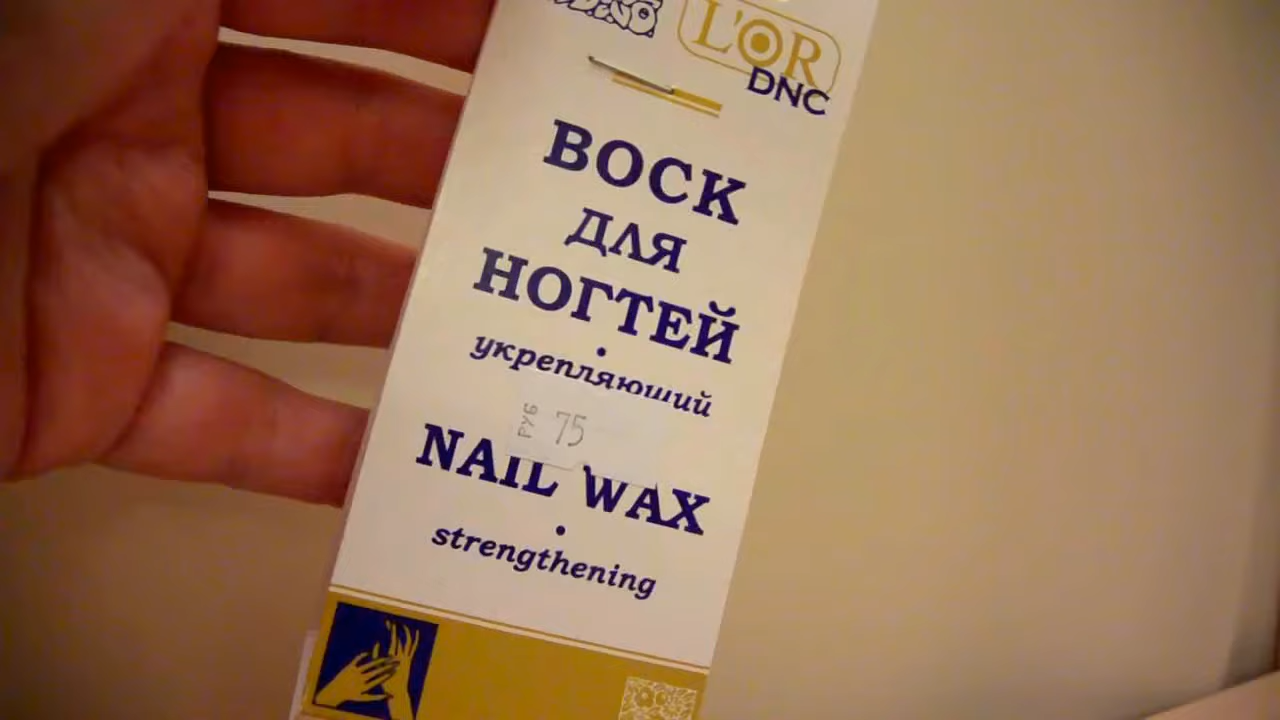 L'OR
DNC
ВОСК
ДЛЯ
НОГТЕЙ
укрепляющий
РУБ 75
NAIL WAX
strengthening